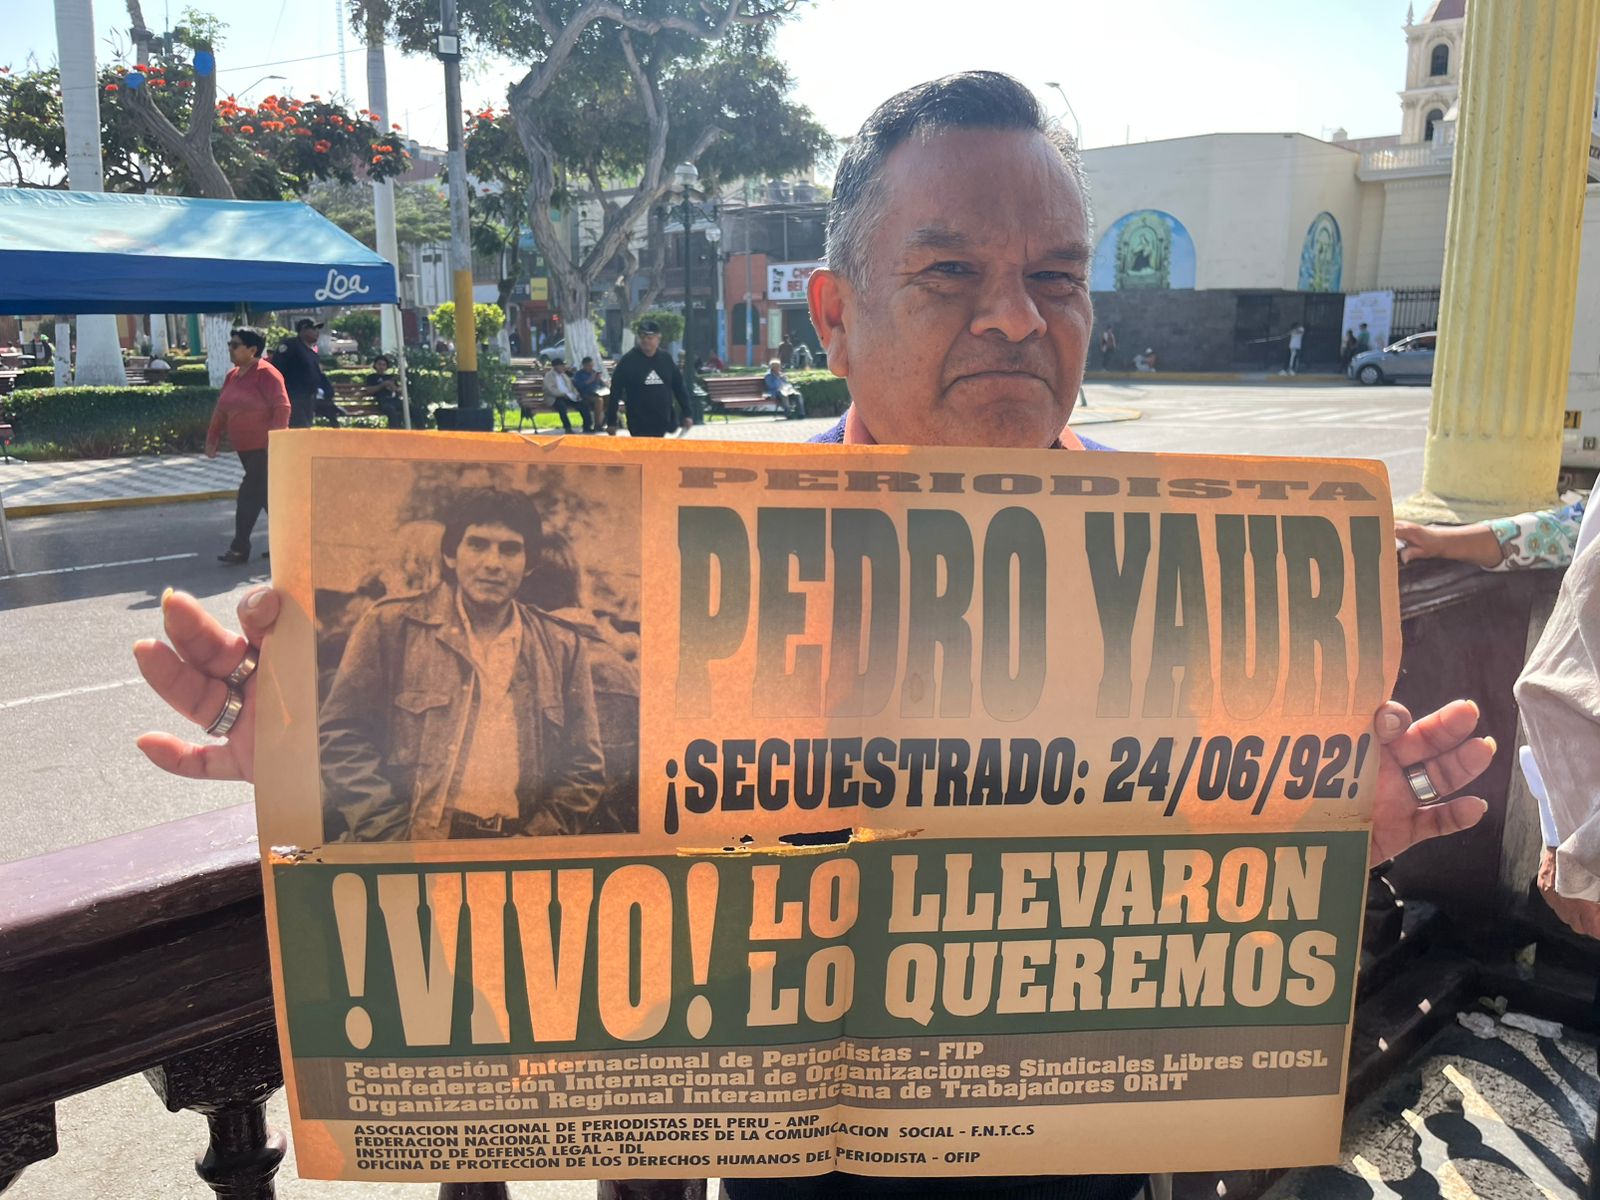 Loa
adidas
PERIODISTA
PEDRO YAURI
¡SECUESTRADO: 24/06/92!
!VIVO! LO LLEVARON
LO QUEREMOS
Federación Internacional de Periodistas - FIP
Confederación Internacional de Organizaciones Sindicales Libres CIOSL
Organización Regional Interamericana de Trabajadores ORIT
ASOCIACION NACIONAL DE PERIODISTAS DEL PERU - ANP
FEDERACION NACIONAL DE TRABAJADORES DE LA COMUNICACION SOCIAL - F.N.T.C.S
INSTITUTO DE DEFENSA LEGAL - IDL
OFICINA DE PROTECCION DE LOS DERECHOS HUMANOS DEL PERIODISTA - OFIP